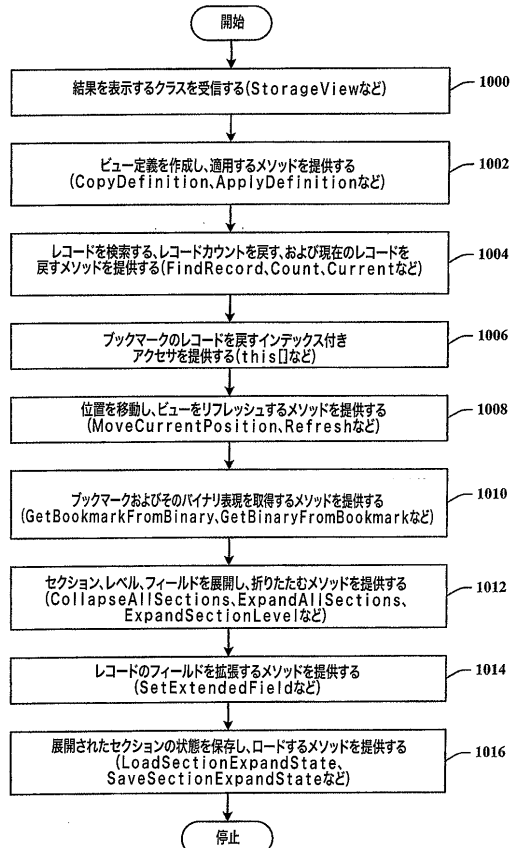 開始
結果を表示するクラスを受信する(StorageViewなど)
1000
ビュー定義を作成し、適用するメソッドを提供する
(CopyDefinition、ApplyDefinitionなど)
1002
レコードを検索する、レコードカウントを戻す、および現在のレコードを
戻すメソッドを提供する(FindRecord、Count、Currentなど)
1004
ブックマークのレコードを戻すインデックス付き
アクセサを提供する(this[]など)
1006
位置を移動し、ビューをリフレッシュするメソッドを提供する
(MoveCurrentPosition、Refreshなど)
1008
ブックマークおよびそのバイナリ表現を取得するメソッドを提供する
(GetBookmarkFromBinary、GetBinaryFromBookmarkなど)
1010
セクション、レベル、フィールドを展開し、折りたたむメソッドを提供する
(CollapseAllSections、ExpandAllSections、
ExpandSectionLevelなど)
1012
レコードのフィールドを拡張するメソッドを提供する
(SetExtendedFieldなど)
1014
展開されたセクションの状態を保存し、ロードするメソッドを提供する
(LoadSectionExpandState、
SaveSectionExpandStateなど)
1016
停止